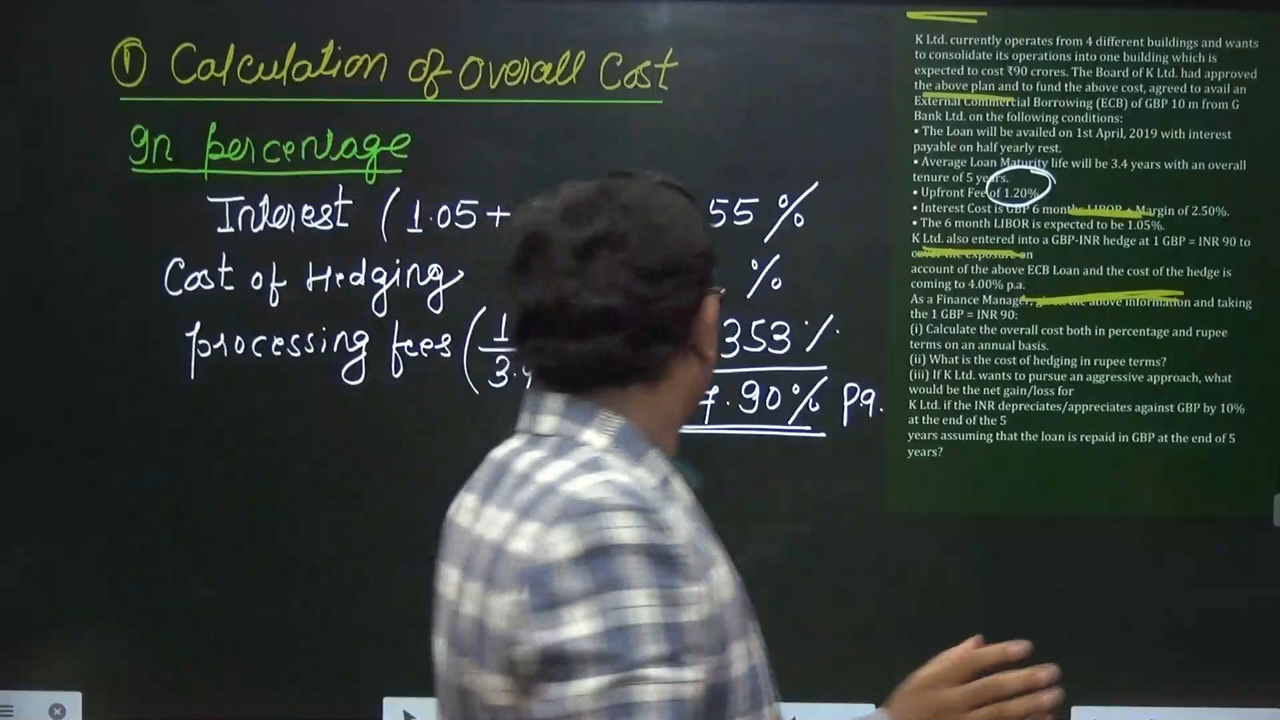 ① Calculation of Overall Cost
In percentage
Interest (1.05+ 55%
Cost of Hedging %
processing fees (1 353%
3.
7.90% pa.
K Ltd. currently operates from 4 different buildings and wants
to consolidate its operations into one building which is
expected to cost ₹90 crores. The Board of K Ltd. had approved
the above plan and to fund the above cost, agreed to avail an
External Commercial Borrowing (ECB) of GBP 10 m from G
Bank Ltd. on the following conditions:
▪ The Loan will be availed on 1st April, 2019 with interest
payable on half yearly rest.
▪ Average Loan Maturity life will be 3.4 years with an overall
tenure of 5 years.
▪ Upfront Fee of 1.20%
▪ Interest Cost is GBP 6 months LIBOR + Margin of 2.50%.
▪ The 6 month LIBOR is expected to be 1.05%.
K Ltd. also entered into a GBP-INR hedge at 1 GBP = INR 90 to
cover the exposure on
account of the above ECB Loan and the cost of the hedge is
coming to 4.00% p.a.
As a Finance Manager, given the above information and taking
the 1 GBP = INR 90:
(i) Calculate the overall cost both in percentage and rupee
terms on an annual basis.
(ii) What is the cost of hedging in rupee terms?
(iii) If K Ltd. wants to pursue an aggressive approach, what
would be the net gain/loss for
K Ltd. if the INR depreciates/appreciates against GBP by 10%
at the end of the 5
years assuming that the loan is repaid in GBP at the end of 5
years?